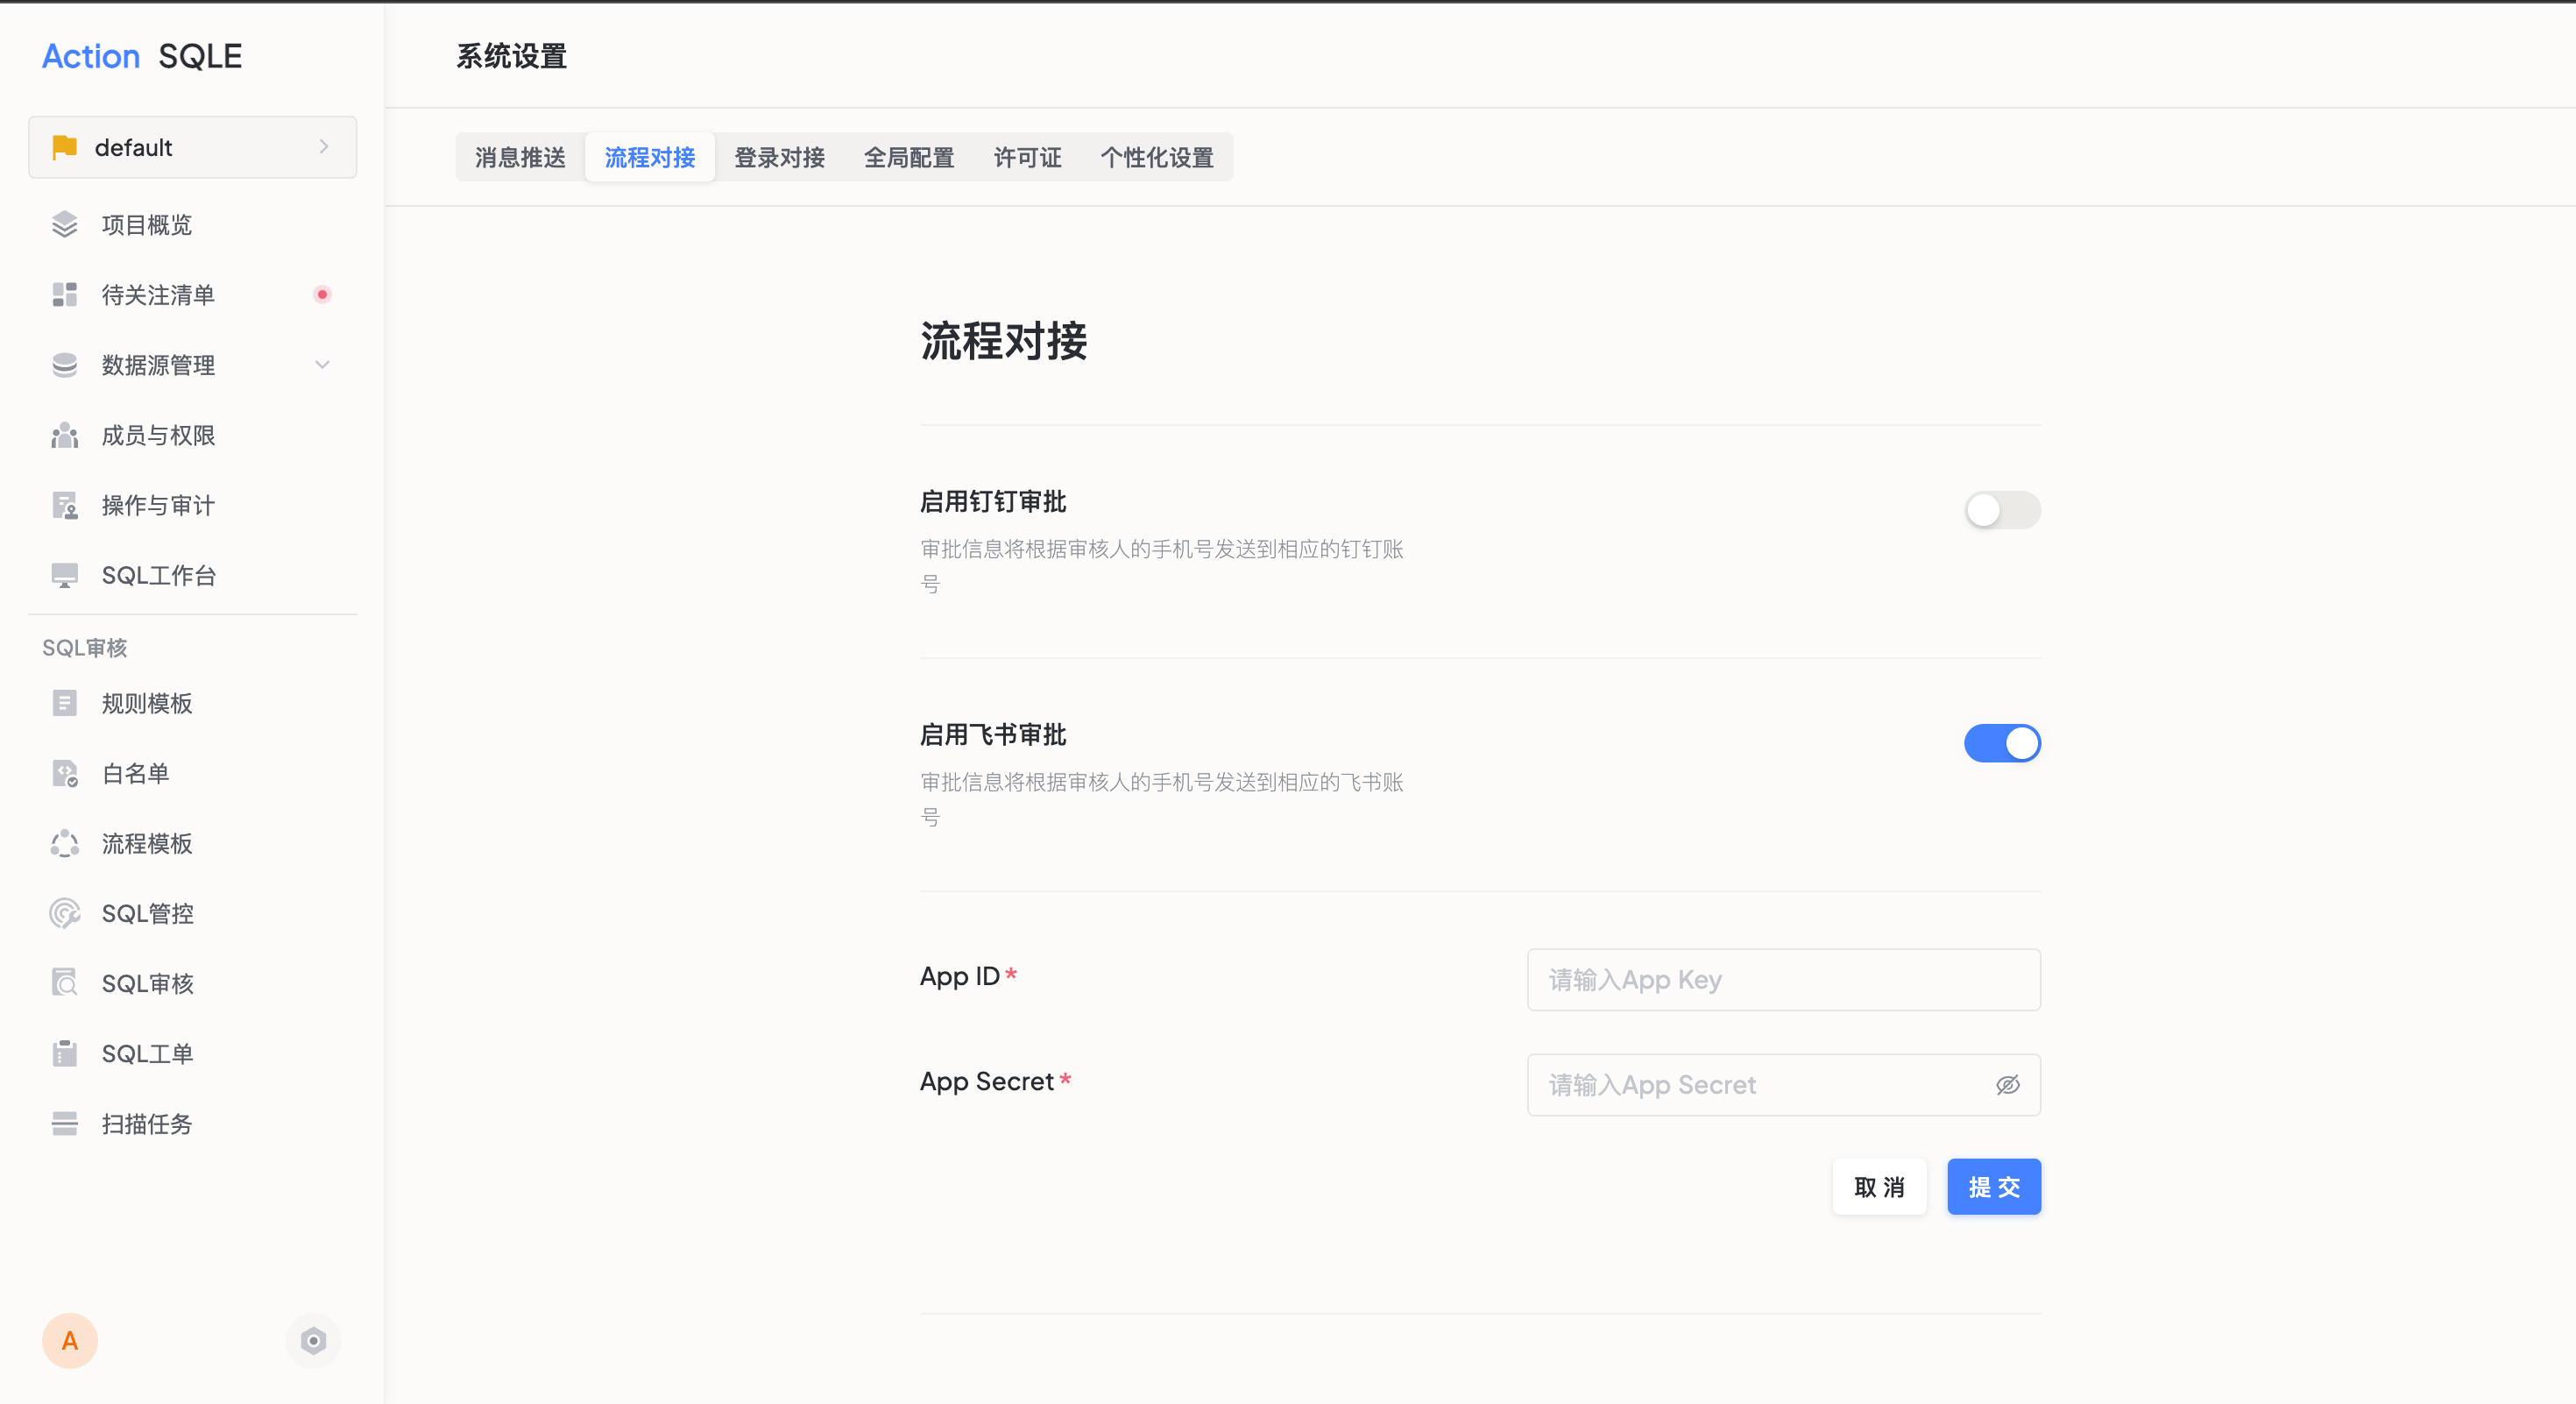 Action SQLE
default
项目概览
待关注清单
数据源管理
成员与权限
操作与审计
SQL工作台
SQL审核
规则模板
白名单
流程模板
SQL管控
SQL审核
SQL工单
扫描任务
A
系统设置
消息推送 流程对接 登录对接 全局配置 许可证 个性化设置
流程对接
启用钉钉审批
审批信息将根据审核人的手机号发送到相应的钉钉账
号
启用飞书审批
审批信息将根据审核人的手机号发送到相应的飞书账
号
App ID*
请输入App Key
App Secret*
请输入App Secret
取 消 提 交